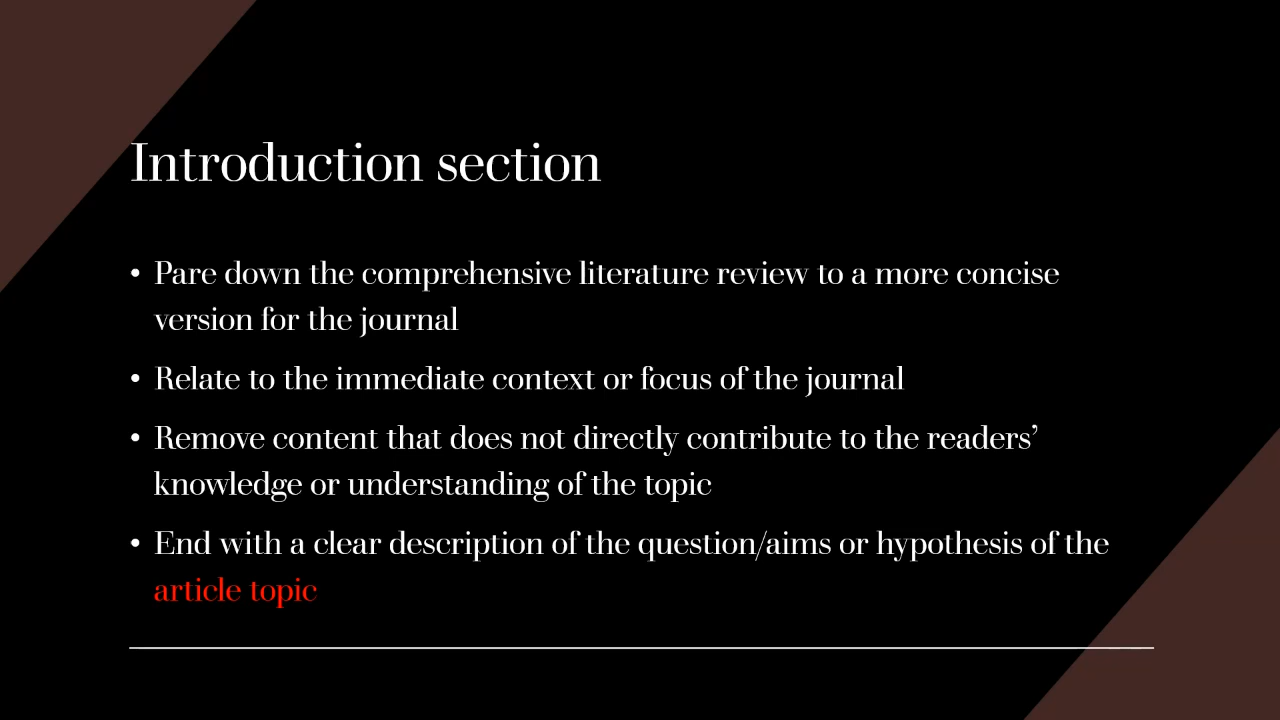 Introduction section
• Pare down the comprehensive literature review to a more concise
version for the journal
• Relate to the immediate context or focus of the journal
• Remove content that does not directly contribute to the readers’
knowledge or understanding of the topic
• End with a clear description of the question/aims or hypothesis of the
article topic